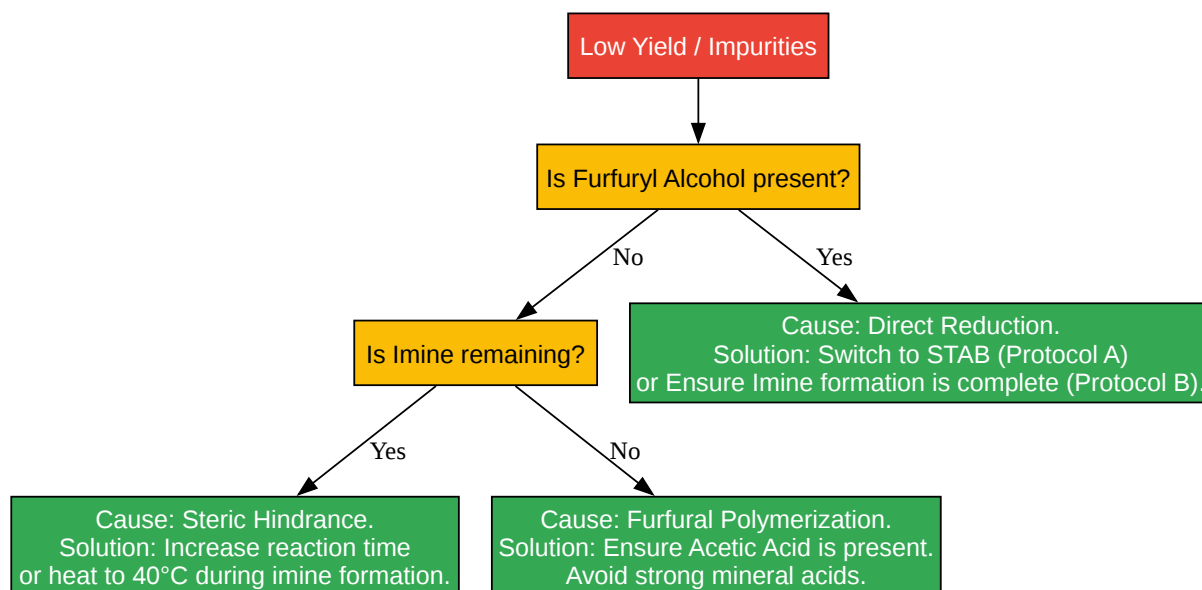 Low Yield / Impurities
Is Furfuryl Alcohol present?
No
Yes
Is Imine remaining?
Cause: Direct Reduction.
Solution: Switch to STAB (Protocol A)
or Ensure Imine formation is complete (Protocol B).
Yes
No
Cause: Steric Hindrance.
Solution: Increase reaction time
or heat to 40°C during imine formation.
Cause: Furfural Polymerization.
Solution: Ensure Acetic Acid is present.
Avoid strong mineral acids.